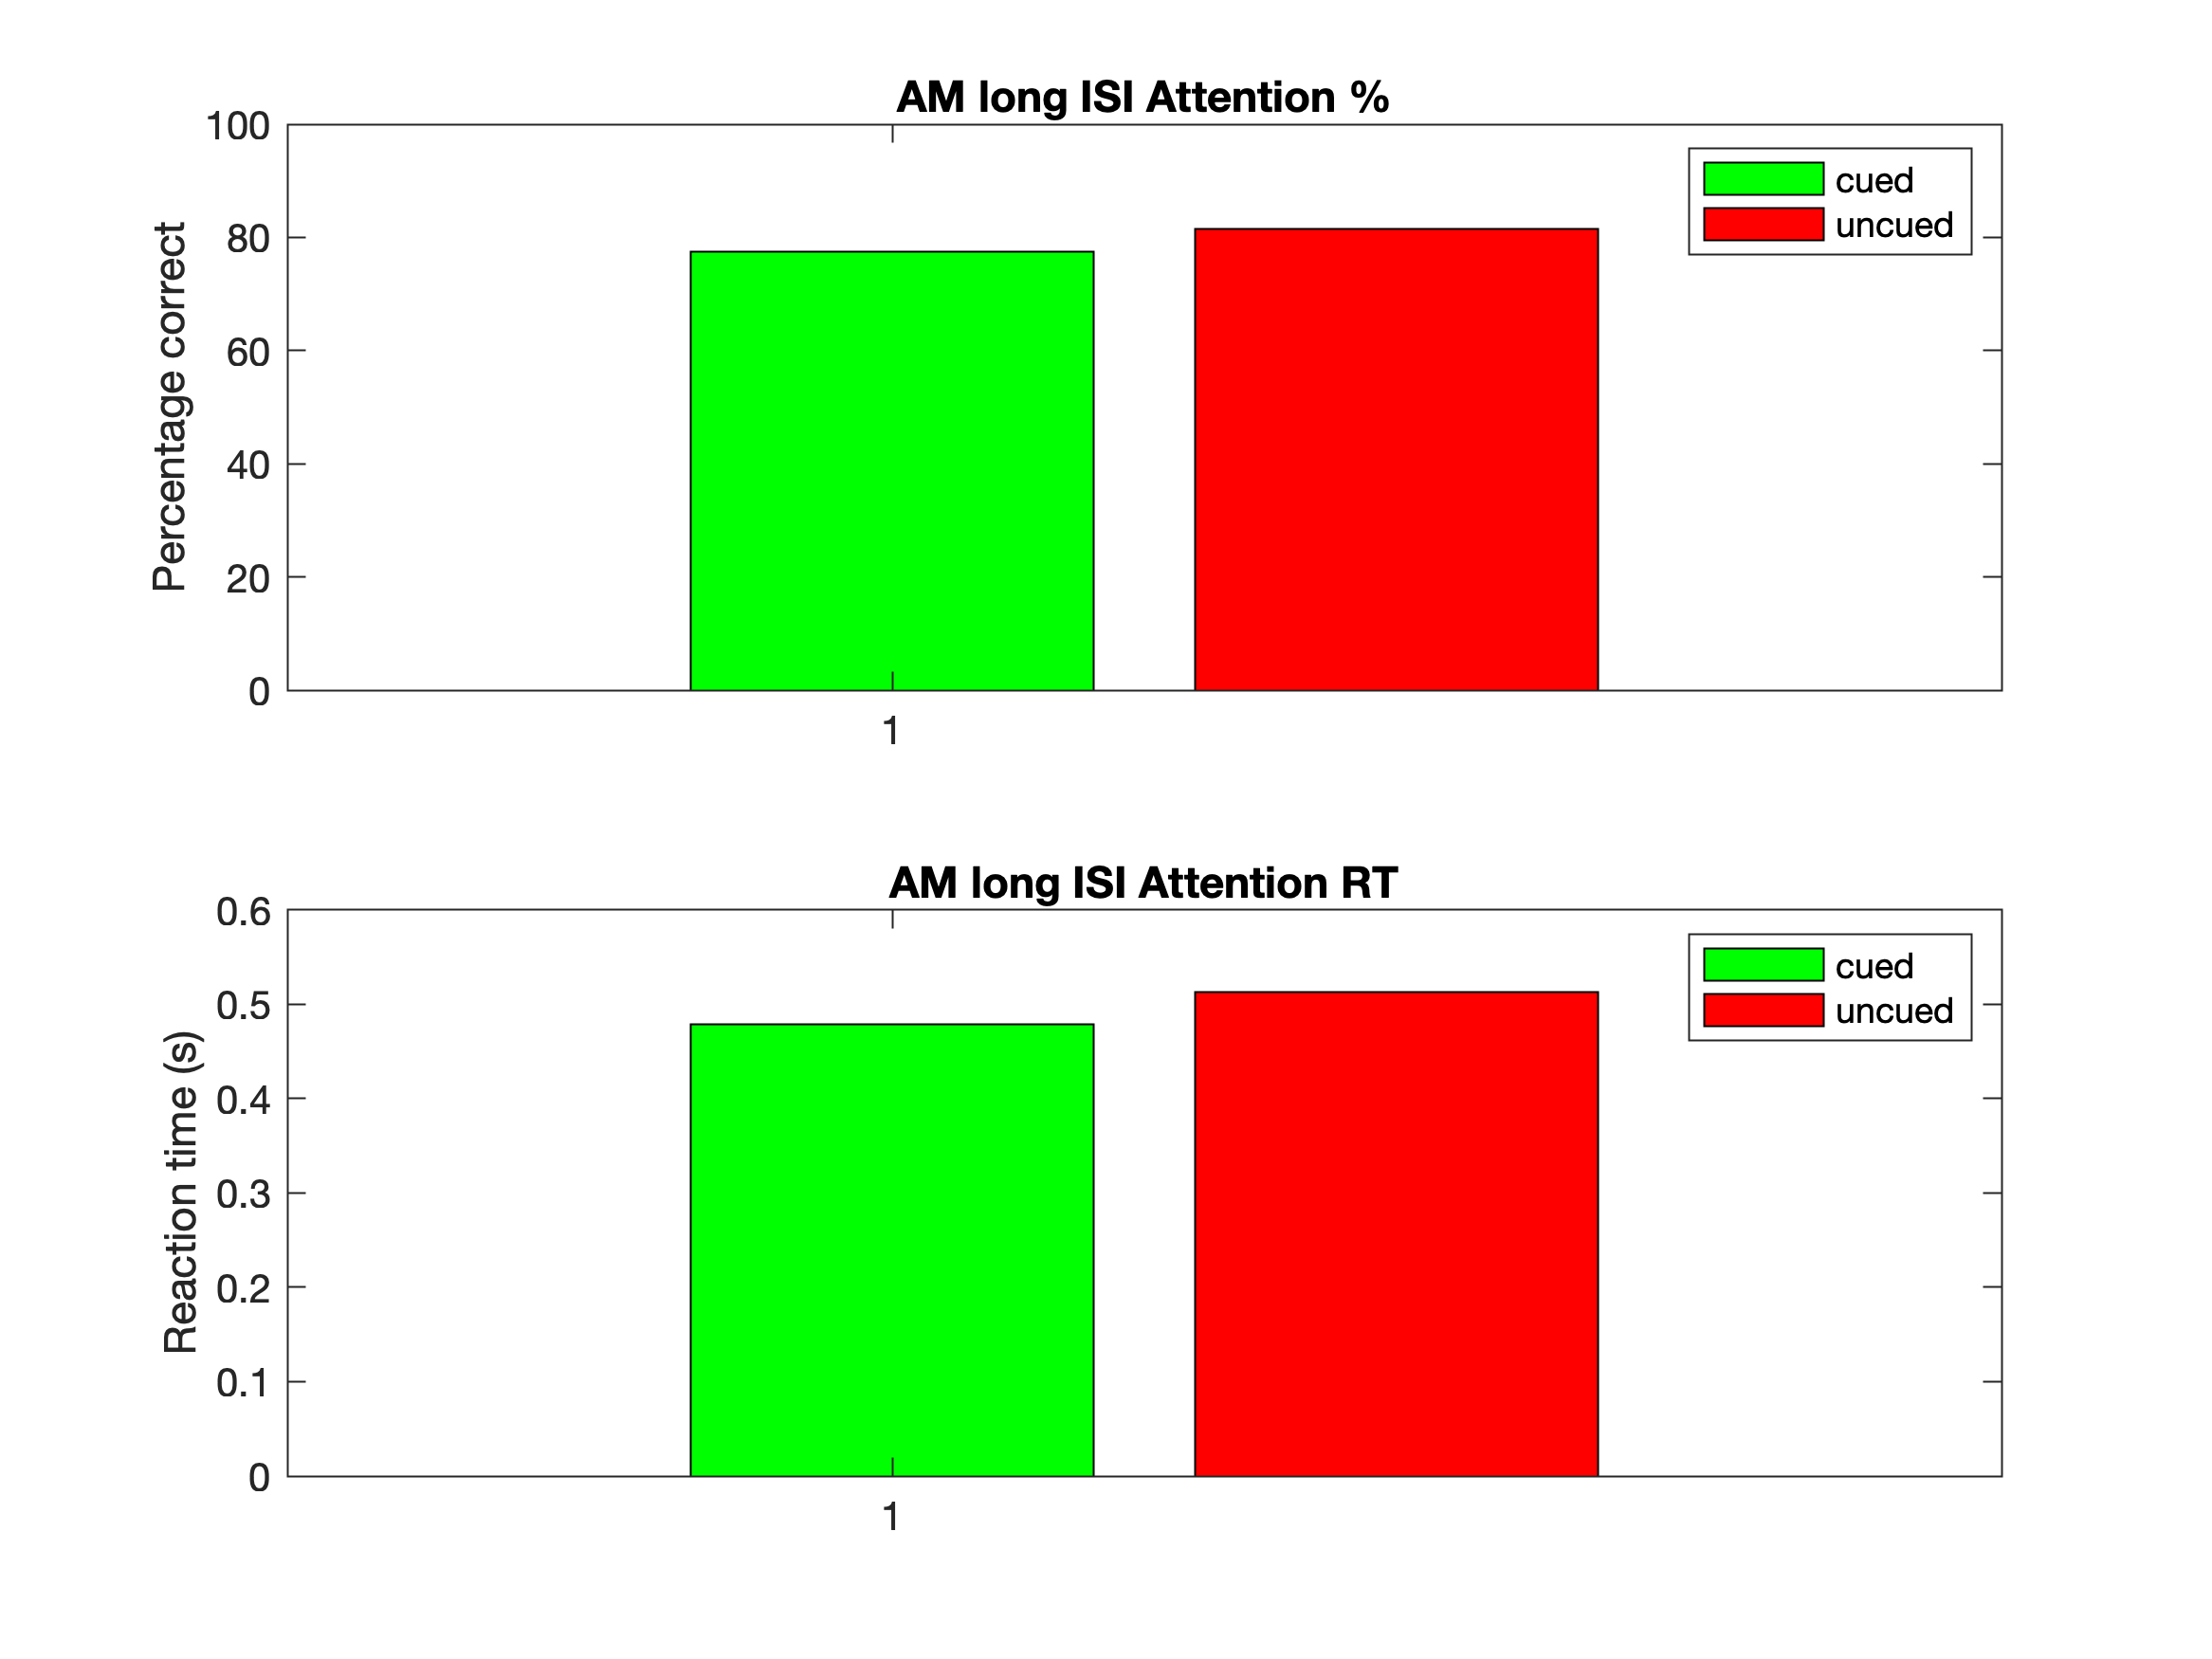 AM long ISI Attention %
100
80
60
40
20
0
Percentage correct
cued
uncued
1
AM long ISI Attention RT
0.6
0.5
0.4
0.3
0.2
0.1
0
Reaction time (s)
cued
uncued
1